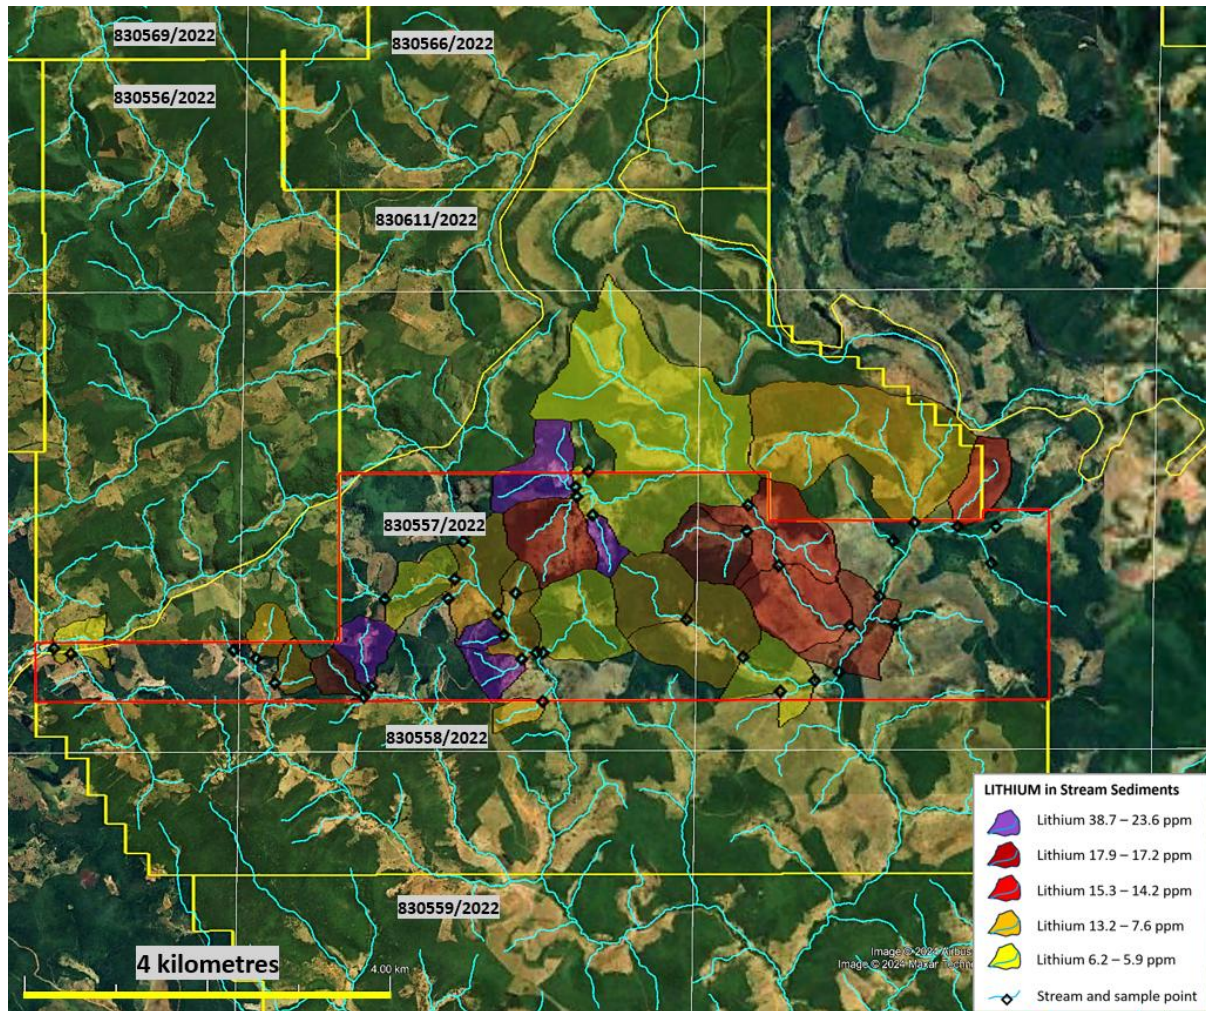 830569/2022
830566/2022
830556/2022
830611/2022
830557/2022
830558/2022
830559/2022
4 kilometres
4.00 km
LITHIUM in Stream Sediments
Lithium 38.7 – 23.6 ppm
Lithium 17.9 – 17.2 ppm
Lithium 15.3 – 14.2 ppm
Lithium 13.2 – 7.6 ppm
Lithium 6.2 – 5.9 ppm
Stream and sample point
Image © 2024 Airbus
Image © 2024 Maxar